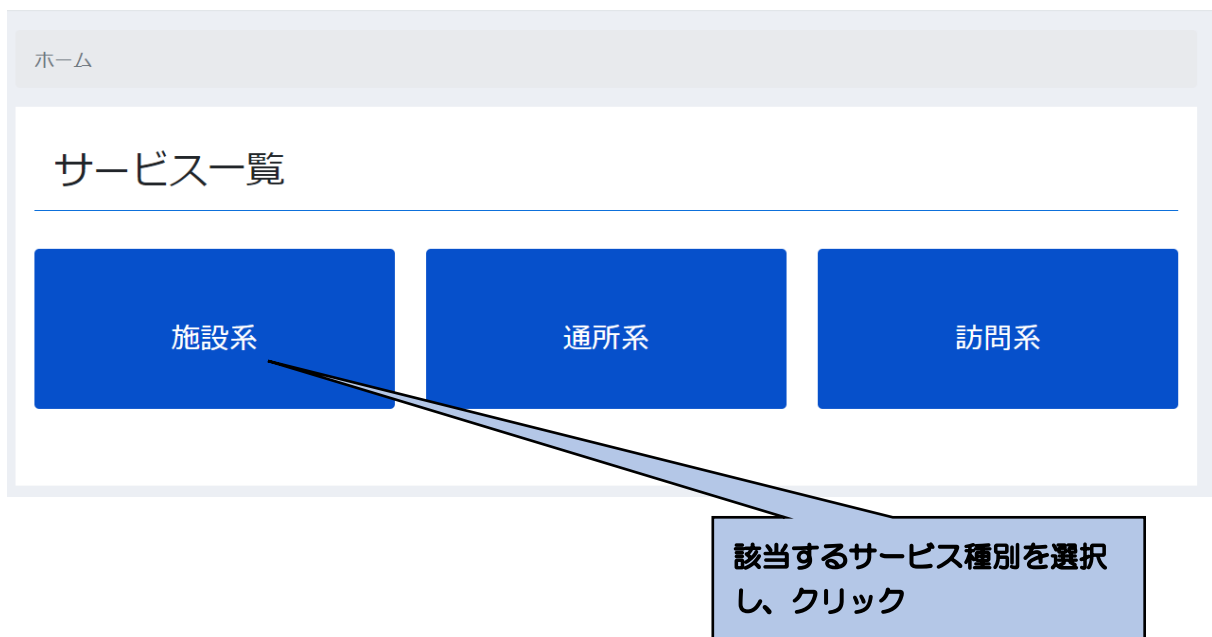 ホーム
サービス一覧
施設系
通所系
訪問系
該当するサービス種別を選択
し、クリック